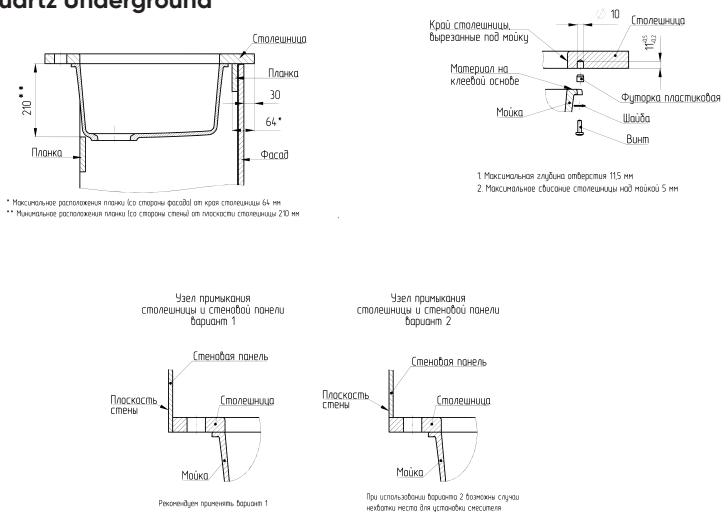 uartz Underground
Столешница
Планка
30
64*
210**
Планка
Фасад
* Максимальное расположения планки (со стороны фасада) от края столешницы 64 мм
** Минимальное расположение планки (со стороны стены) от плоскости столешницы 210 мм
Край столешницы,
вырезанные под мойку
∅ 10
Столешница
Материал на
клеевой основе
Футорка пластиковая
Мойка
Шайба
Винт
1. Максимальная глубина отверстия 11,5 мм
2. Максимальное свисание столешницы над мойкой 5 мм
Узел примыкания
столешницы и стеновой панели
вариант 1
Стеновая панель
Плоскость
стены
Столешница
Мойка
Рекомендуем применять вариант 1
Узел примыкания
столешницы и стеновой панели
вариант 2
Стеновая панель
Плоскость
стены
Столешница
Мойка
При использовании варианта 2 возможны случаи
нехватки места для установки смесителя